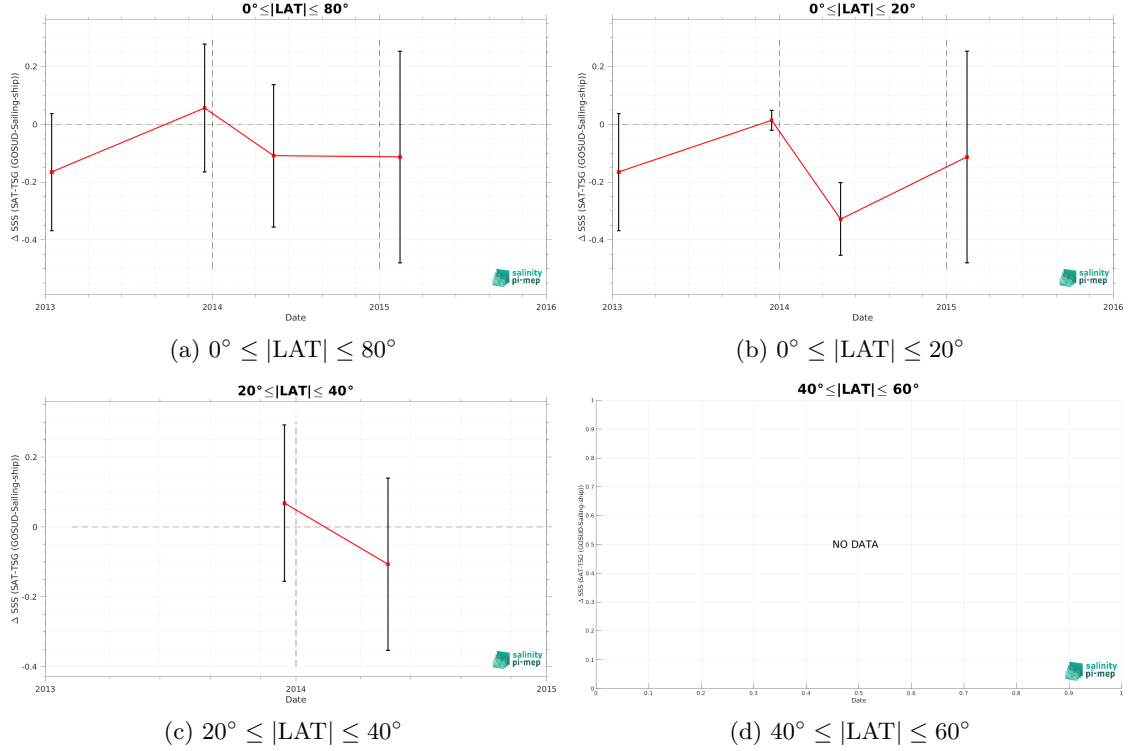 0°≤|LAT|≤ 80°
Δ SSS (SAT-TSG (GOSUD-Sailing-ship))
0.2
0
-0.2
-0.4
2013
2014
2015
2016
Date
salinity
pi-mep
(a) 0° ≤ |LAT| ≤ 80°
0°≤|LAT|≤ 20°
Δ SSS (SAT-TSG (GOSUD-Sailing-ship))
0.2
0
-0.2
-0.4
2013
2014
2015
2016
Date
salinity
pi-mep
(b) 0° ≤ |LAT| ≤ 20°
20°≤|LAT|≤ 40°
Δ SSS (SAT-TSG (GOSUD-Sailing-ship))
0.2
0
-0.2
-0.4
2013
2014
2015
Date
salinity
pi-mep
(c) 20° ≤ |LAT| ≤ 40°
40°≤|LAT|≤ 60°
Δ SSS (SAT-TSG (GOSUD-Sailing-ship))
1
0.9
0.8
0.7
0.6
0.5
0.4
0.3
0.2
0.1
0
NO DATA
0
0.1
0.2
0.3
0.4
0.5
0.6
0.7
0.8
0.9
1
Date
salinity
pi-mep
(d) 40° ≤ |LAT| ≤ 60°